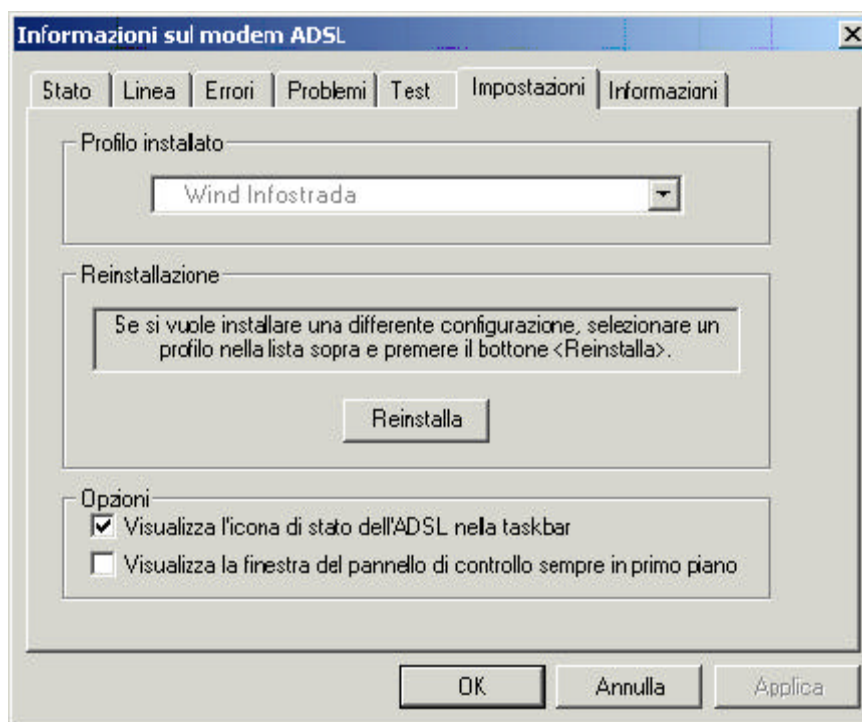 Informazioni sul modem ADSL
Stato Linea Errori Problemi Test Impostazioni Informazioni
Profilo installato
Wind Infostrada
Reinstallazione
Se si vuole installare una differente configurazione, selezionare un
profilo nella lista sopra e premere il bottone <Reinstalla>.
Reinstalla
Opzioni
Visualizza l'icona di stato dell'ADSL nella taskbar
Visualizza la finestra del pannello di controllo sempre in primo piano
OK Annulla Applica